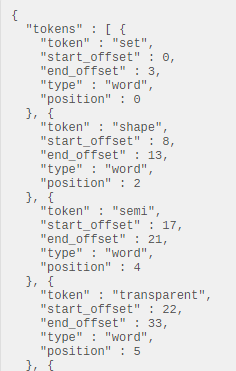 {
  "tokens" : [ {
    "token" : "set",
    "start_offset" : 0,
    "end_offset" : 3,
    "type" : "word",
    "position" : 0
  }, {
    "token" : "shape",
    "start_offset" : 8,
    "end_offset" : 13,
    "type" : "word",
    "position" : 2
  }, {
    "token" : "semi",
    "start_offset" : 17,
    "end_offset" : 21,
    "type" : "word",
    "position" : 4
  }, {
    "token" : "transparent",
    "start_offset" : 22,
    "end_offset" : 33,
    "type" : "word",
    "position" : 5
  }, {